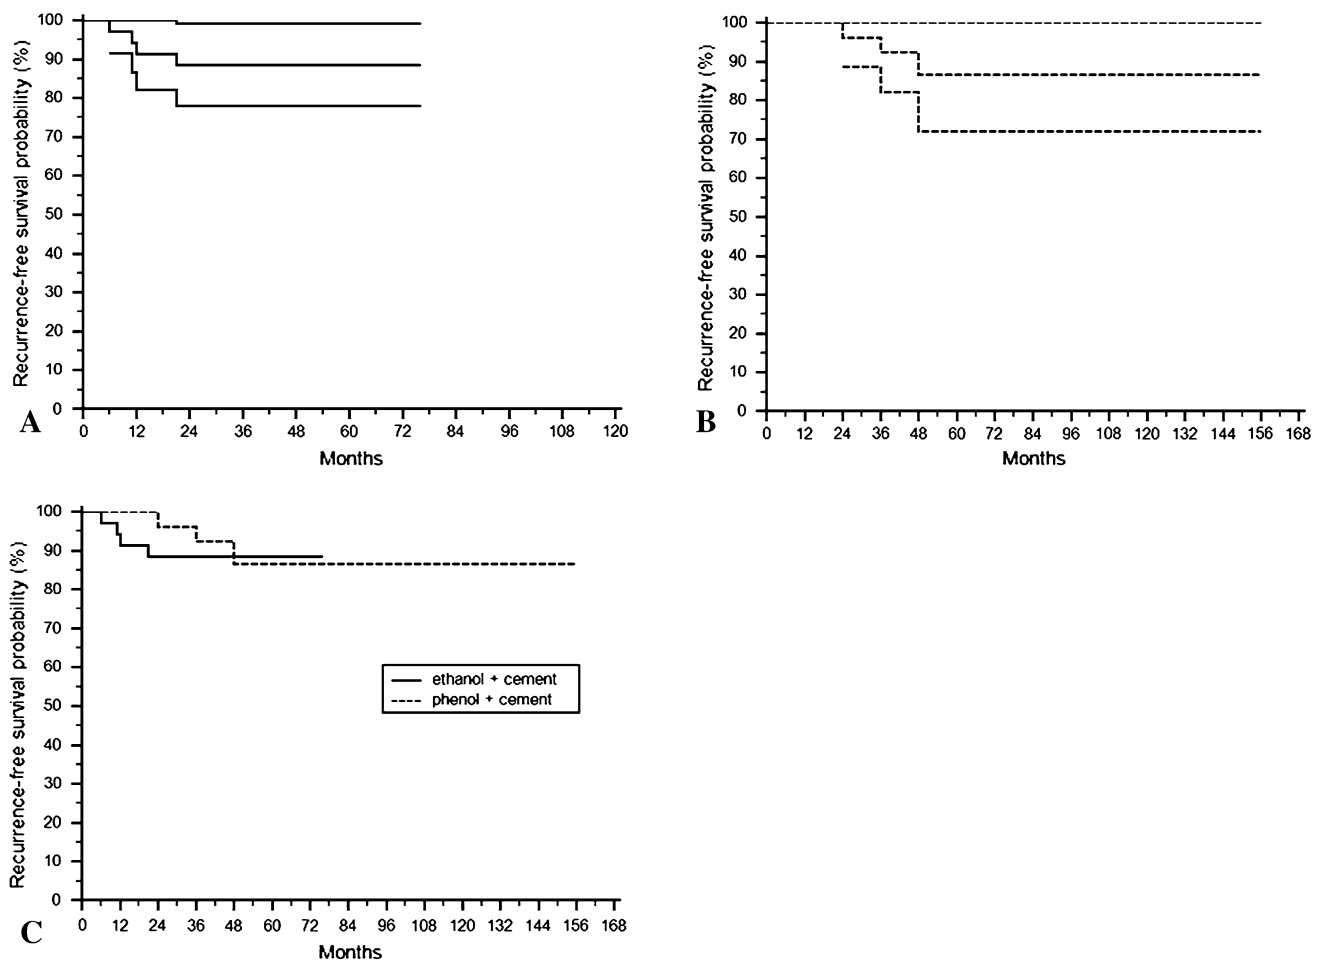 Recurrence-free survival probability (%)
100
90
80
70
60
50
40
30
20
10
0
0 12 24 36 48 60 72 84 96 108 120
Months
A
Recurrence-free survival probability (%)
100
90
80
70
60
50
40
30
20
10
0
0 12 24 36 48 60 72 84 96 108 120 132 144 156 168
Months
B
Recurrence-free survival probability (%)
100
90
80
70
60
50
40
30
20
10
0
ethanol + cement
phenol + cement
0 12 24 36 48 60 72 84 96 108 120 132 144 156 168
Months
C